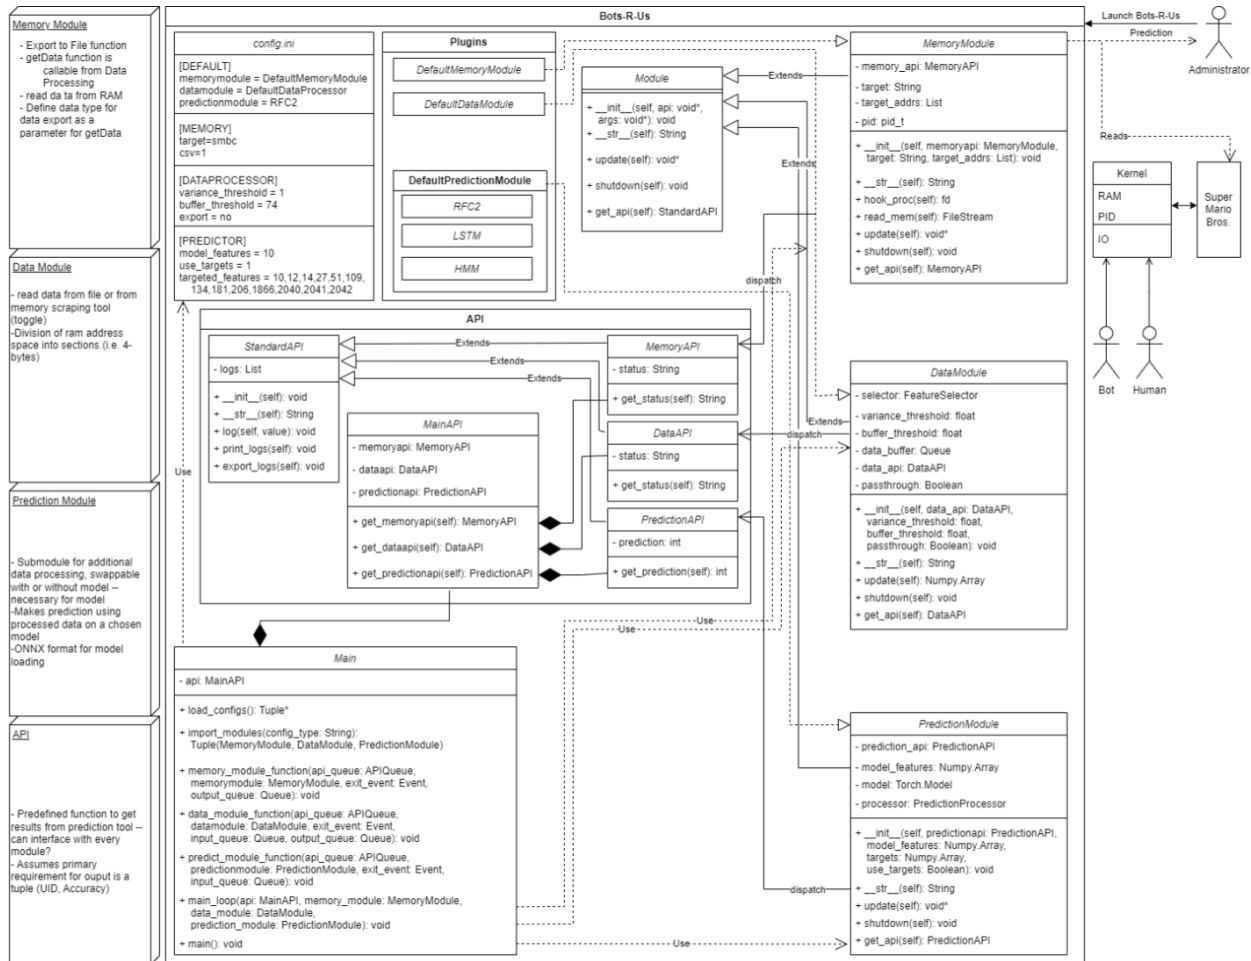 Memory Module
- Export to File function
- getData function is
callable from Data
Processing
- read da ta from RAM
- Define data type for
data export as a
parameter for getData
Data Module
- read data from file or from
memory scraping tool
(toggle)
-Division of ram address
space into sections.(i.e. 4-
bytes)
Prediction Module
- Submodule for additional
data processing, swappable
with or without model --
necessary for model
-Makes prediction using
processed data on a chosen
model
-ONNX format for model
loading
API
- Predefined function to get
results from prediction tool --
can interface with every
module?
- Assumes primary
requirement for ouput is a
tuple (UID, Accuracy)
Bots-R-Us
config.ini
[DEFAULT]
memorymodule = DefaultMemoryModule
datamodule = DefaultDataProcessor
predictionmodule = RFC2
[MEMORY]
target=smbc
csv=1
[DATAPROCESSOR]
variance_threshold = 1
buffer_threshold = 74
export = no
[PREDICTOR]
model_features = 10
use_targets = 1
targeted_features = 10,12,14,27,51,109,
134,181,206,1866,2040,2041,2042
Plugins
DefaultMemoryModule
DefaultDataModule
DefaultPredictionModule
RFC2
LSTM
HMM
Module
+ __init__(self, api: void*,
args: void*): void
+ __str__(self): String
+ update(self): void*
+ shutdown(self): void
+ get_api(self): StandardAPI
Extends
Extends
dispatch
MemoryModule
- memory_api: MemoryAPI
- target: String
- target_addrs: List
- pid: pid_t
+ __init__(self, memoryapi: MemoryModule,
target: String, target_addrs: List): void
+ __str__(self): String
+ hook_proc(self): fd
+ read_mem(self): FileStream
+ update(self): void*
+ shutdown(self): void
+ get_api(self): MemoryAPI
Launch Bots-R-Us
Prediction
Administrator
Reads
Kernel
RAM
PID
IO
Super
Mario
Bros.
Bot
Human
API
StandardAPI
- logs: List
+ __init__(self): void
+ __str__(self): String
+ log(self, value): void
+ print_logs(self): void
+ export_logs(self): void
Extends
Extends
Extends
MainAPI
- memoryapi: MemoryAPI
- dataapi: DataAPI
- predictionapi: PredictionAPI
+ get_memoryapi(self): MemoryAPI
+ get_dataapi(self): DataAPI
+ get_predictionapi(self): PredictionAPI
MemoryAPI
- status: String
+ get_status(self): String
DataAPI
- status: String
+ get_status(self): String
PredictionAPI
- prediction: int
+ get_prediction(self): int
Extends
dispatch
DataModule
- selector: FeatureSelector
- variance_threshold: float
- buffer_threshold: float
- data_buffer: Queue
- data_api: DataAPI
- passthrough: Boolean
+ __init__(self, data_api: DataAPI,
variance_threshold: float,
buffer_threshold: float,
passthrough: Boolean): void
+ __str__(self): String
+ update(self): Numpy.Array
+ shutdown(self): void
+ get_api(self): DataAPI
Use
Use
Use
Main
- api: MainAPI
+ load_configs(): Tuple*
+ import_modules(config_type: String):
Tuple(MemoryModule, DataModule, PredictionModule)
+ memory_module_function(api_queue: APIQueue,
memorymodule: MemoryModule, exit_event: Event,
output_queue: Queue): void
+ data_module_function(api_queue: APIQueue,
datamodule: DataModule, exit_event: Event,
input_queue: Queue, output_queue: Queue): void
+ predict_module_function(api_queue: APIQueue,
predictionmodule: PredictionModule, exit_event: Event,
input_queue: Queue): void
+ main_loop(api: MainAPI, memory_module: MemoryModule,
data_module: DataModule,
prediction_module: PredictionModule): void
+ main(): void
dispatch
Use
PredictionModule
- prediction_api: PredictionAPI
- model_features: Numpy.Array
- model: Torch.Model
- processor: PredictionProcessor
+ __init__(self, predictionapi: PredictionAPI,
model_features: Numpy.Array,
targets: Numpy.Array,
use_targets: Boolean): void
+ __str__(self): String
+ update(self): void*
+ shutdown(self): void
+ get_api(self): PredictionAPI